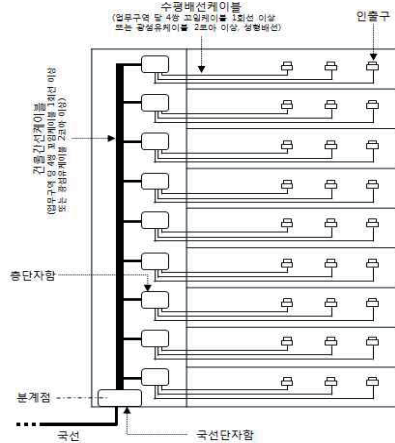 수평배선케이블
(업무구역 당 4쌍 꼬임케이블 1회선 이상
또는 광섬유케이블 2코아 이상, 성형배선)
인출구
건물간선케이블
(업무구역 당 4쌍 꼬임케이블 1회선 이상
또는 광섬유케이블 2코아 이상)
층단자함
분계점
국선
국선단자함